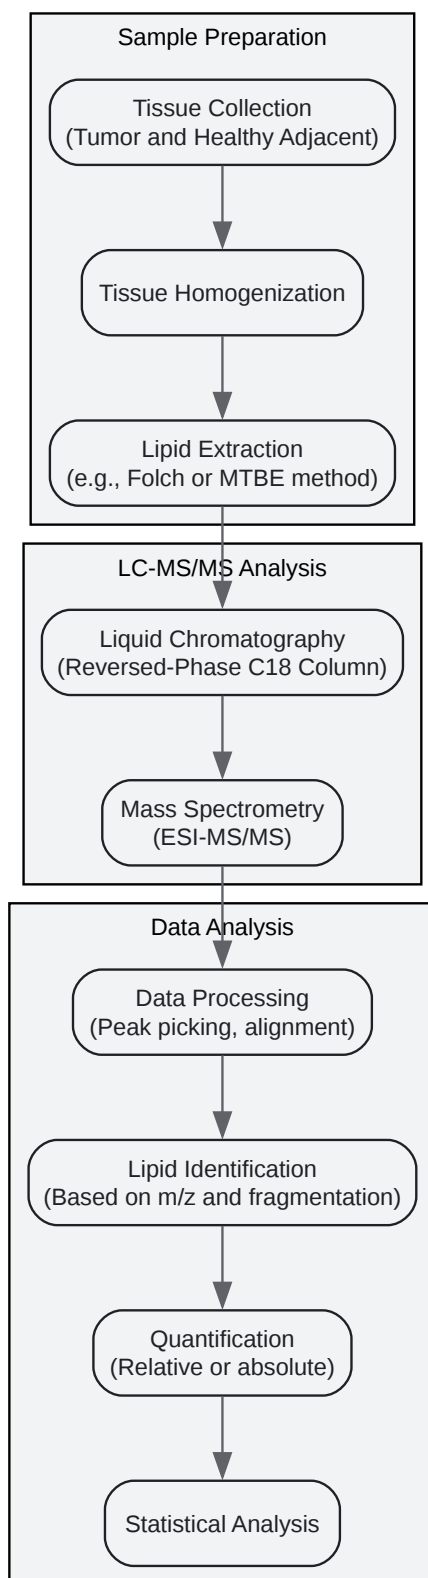 Sample Preparation
Tissue Collection
(Tumor and Healthy Adjacent)
Tissue Homogenization
Lipid Extraction
(e.g., Folch or MTBE method)
LC-MS/MS Analysis
Liquid Chromatography
(Reversed-Phase C18 Column)
Mass Spectrometry
(ESI-MS/MS)
Data Analysis
Data Processing
(Peak picking, alignment)
Lipid Identification
(Based on m/z and fragmentation)
Quantification
(Relative or absolute)
Statistical Analysis